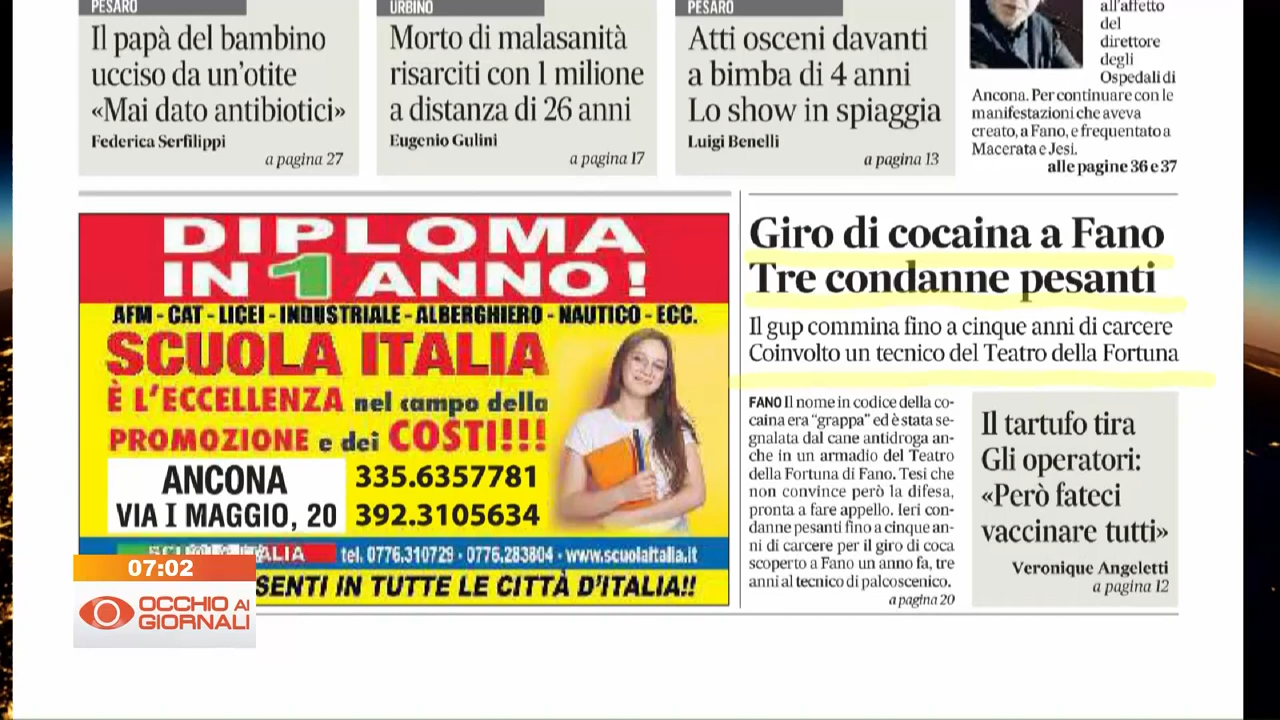 PESARO
Il papà del bambino
ucciso da un'otite
«Mai dato antibiotici»
Federica Serfilippi
a pagina 27
URBINO
Morto di malasanità
risarciti con 1 milione
a distanza di 26 anni
Eugenio Gulini
a pagina 17
PESARO
Atti osceni davanti
a bimba di 4 anni
Lo show in spiaggia
Luigi Benelli
a pagina 13
all'affetto
del
direttore
degli
Ospedali di
Ancona. Per continuare con le
manifestazioni che aveva
creato, a Fano, e frequentato a
Macerata e Jesi.
alle pagine 36 e 37
DIPLOMA
IN 1 ANNO!
AFM - CAT - LICEI - INDUSTRIALE - ALBERGHIERO - NAUTICO - ECC.
SCUOLA ITALIA
È L'ECCELLENZA nel campo della
PROMOZIONE e dei COSTI!!!
ANCONA
VIA I MAGGIO, 20
335.6357781
392.3105634
SCUOLA ITALIA tel. 0776.310729 - 0776.283804 - www.scuolaitalia.it
SENTI IN TUTTE LE CITTÀ D'ITALIA!!
Giro di cocaina a Fano
Tre condanne pesanti
Il gup commina fino a cinque anni di carcere
Coinvolto un tecnico del Teatro della Fortuna
FANO Il nome in codice della co-
caina era "grappa" ed è stata se-
gnalata dal cane antidroga an-
che in un armadio del Teatro
della Fortuna di Fano. Tesi che
non convince però la difesa,
pronta a fare appello. Ieri con-
danne pesanti fino a cinque an-
ni di carcere per il giro di coca
scoperto a Fano un anno fa, tre
anni al tecnico di palcoscenico.
a pagina 20
Il tartufo tira
Gli operatori:
«Però fateci
vaccinare tutti»
Veronique Angeletti
a pagina 12
07:02
OCCHIO AI
GIORNALI